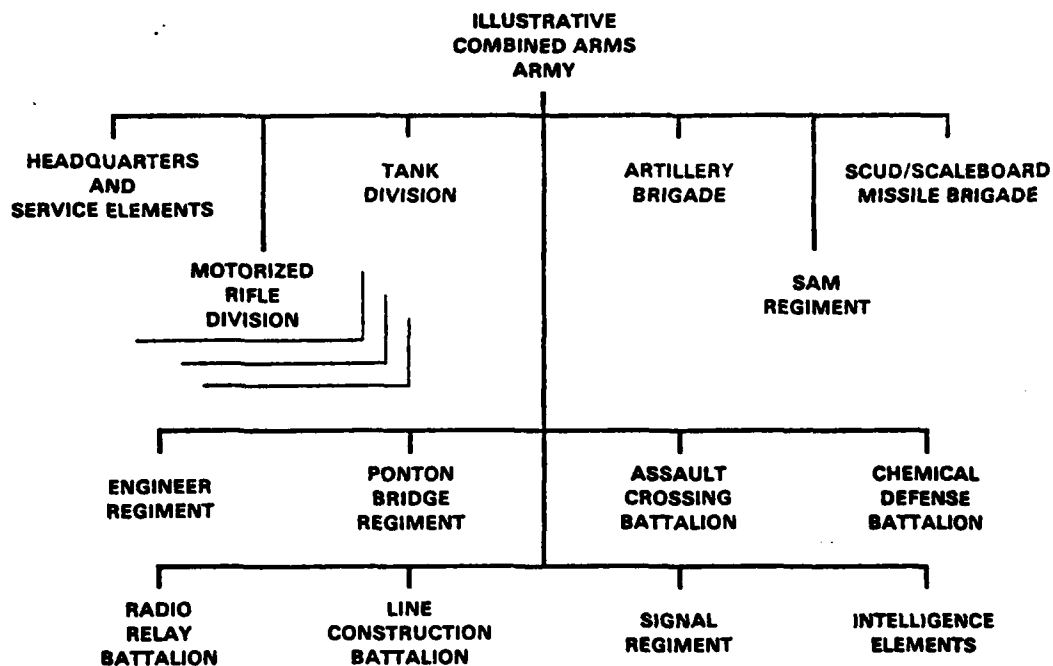 ILLUSTRATIVE
COMBINED ARMS
ARMY
HEADQUARTERS
AND
SERVICE ELEMENTS
TANK
DIVISION
ARTILLERY
BRIGADE
SCUD/SCALEBOARD
MISSILE BRIGADE
MOTORIZED
RIFLE
DIVISION
SAM
REGIMENT
ENGINEER
REGIMENT
PONTON
BRIDGE
REGIMENT
ASSAULT
CROSSING
BATTALION
CHEMICAL
DEFENSE
BATTALION
RADIO
RELAY
BATTALION
LINE
CONSTRUCTION
BATTALION
SIGNAL
REGIMENT
INTELLIGENCE
ELEMENTS